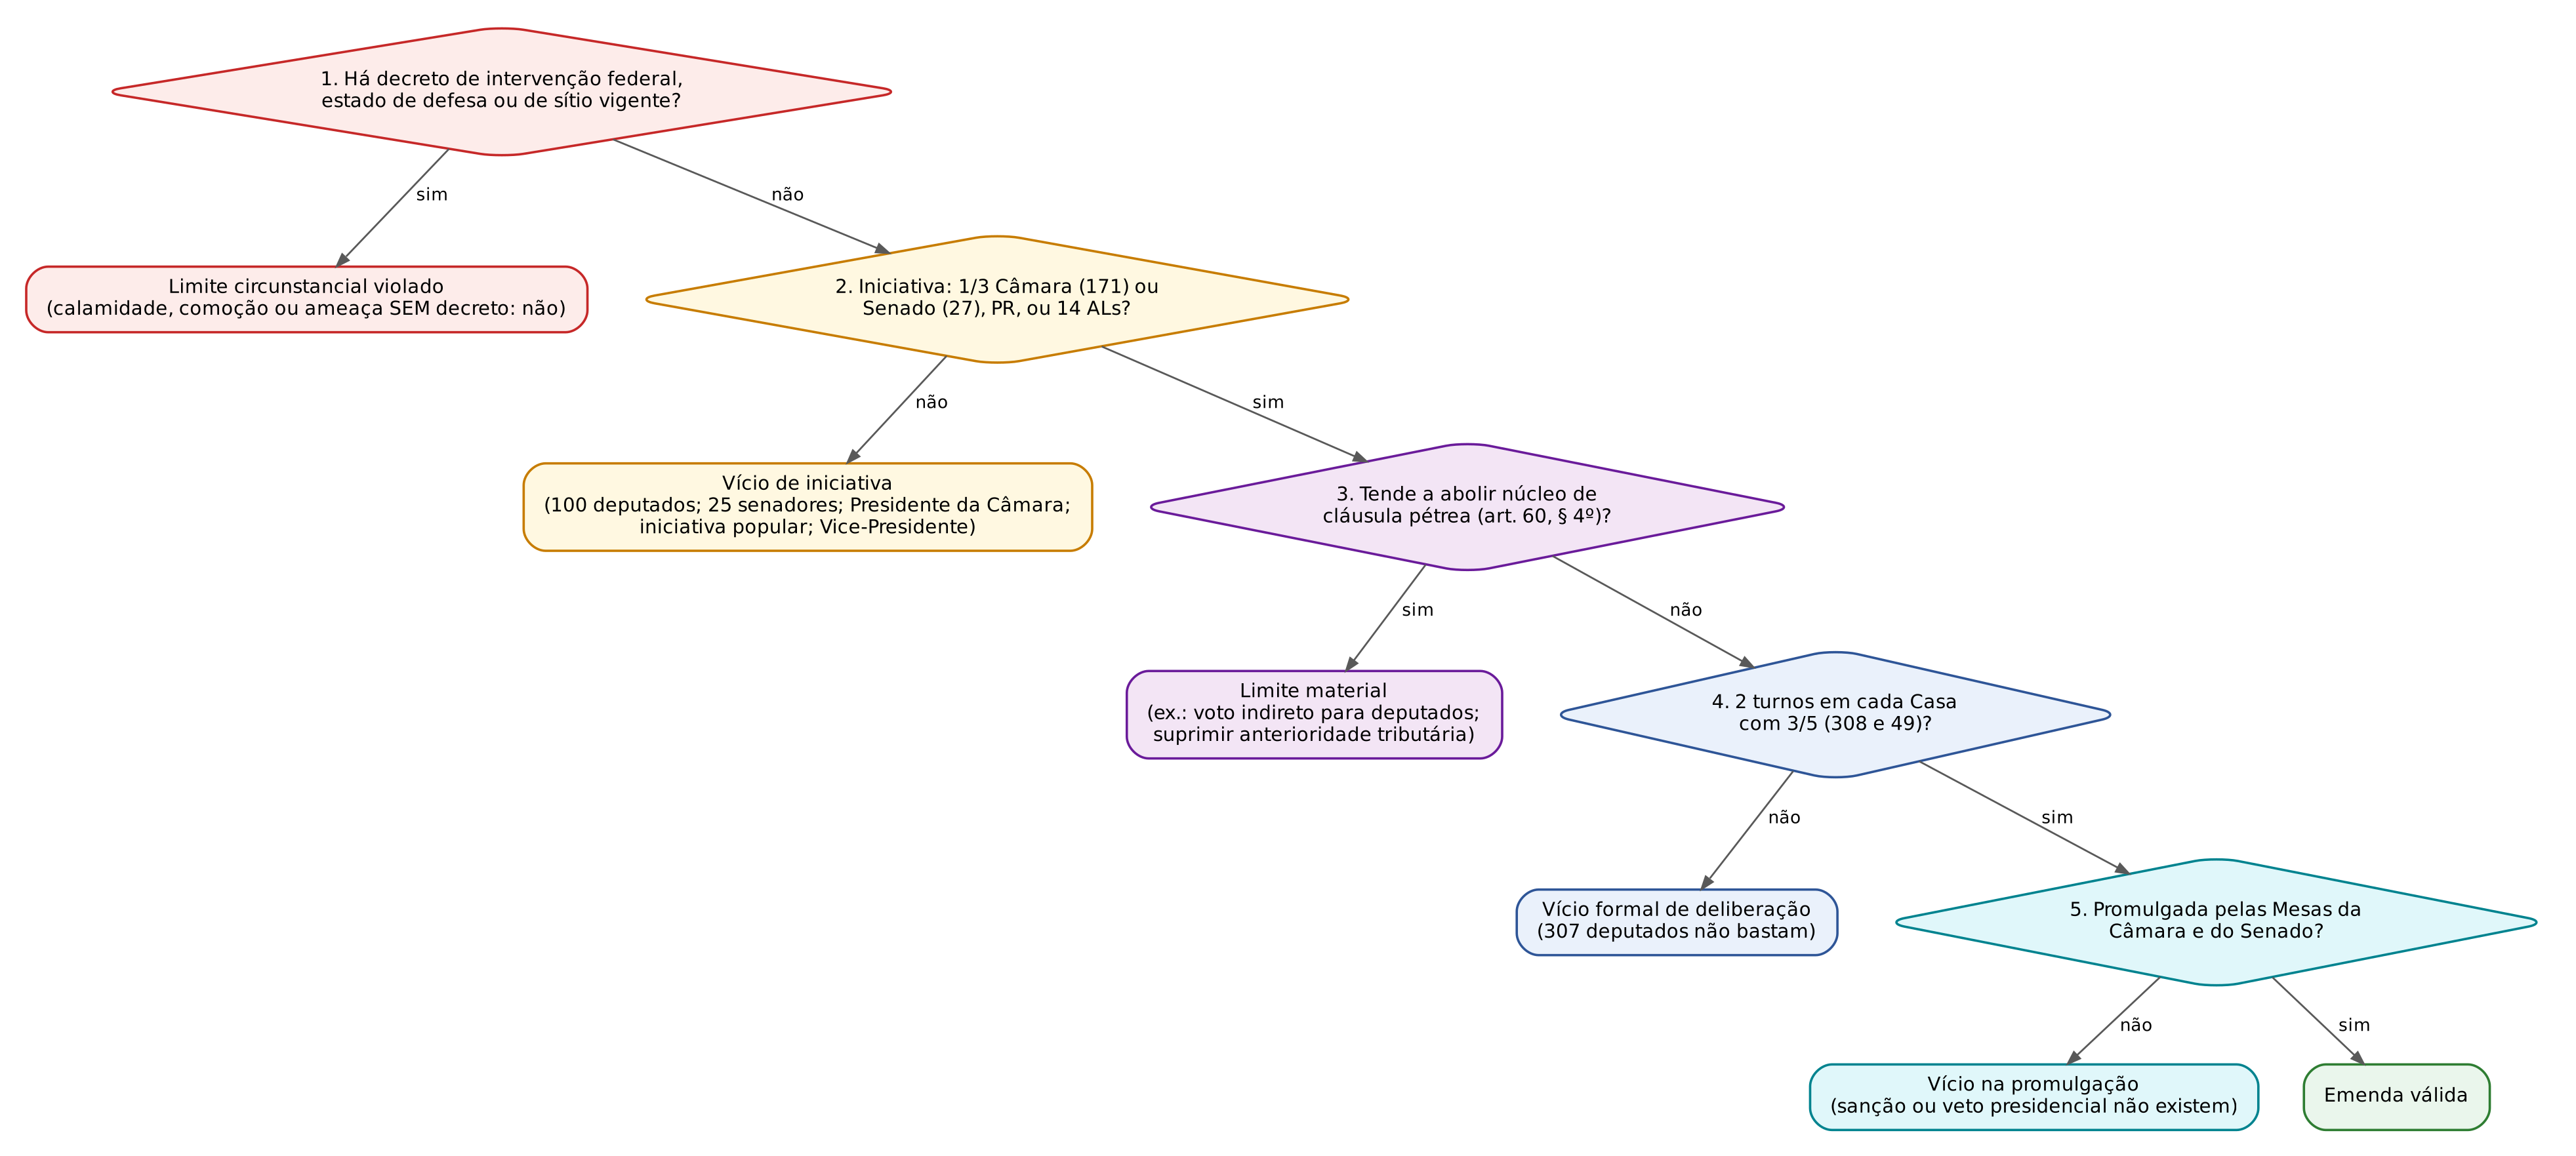 1. Há decreto de intervenção federal,
estado de defesa ou de sítio vigente?
sim
não
Limite circunstancial violado
(calamidade, comoção ou ameaça SEM decreto: não)
2. Iniciativa: 1/3 Câmara (171) ou
Senado (27), PR, ou 14 ALs?
não
sim
Vício de iniciativa
(100 deputados; 25 senadores; Presidente da Câmara;
iniciativa popular; Vice-Presidente)
3. Tende a abolir núcleo de
cláusula pétrea (art. 60, § 4º)?
sim
não
Limite material
(ex.: voto indireto para deputados;
suprimir anterioridade tributária)
4. 2 turnos em cada Casa
com 3/5 (308 e 49)?
não
sim
Vício formal de deliberação
(307 deputados não bastam)
5. Promulgada pelas Mesas da
Câmara e do Senado?
não
sim
Vício na promulgação
(sanção ou veto presidencial não existem)
Emenda válida